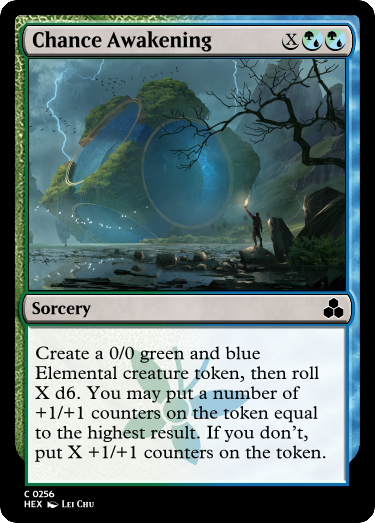 Chance Awakening X
Sorcery
Create a 0/0 green and blue
Elemental creature token, then roll
X d6. You may put a number of
+1/+1 counters on the token equal
to the highest result. If you don't,
put X +1/+1 counters on the token.
C 0256
HEX Lei Chu